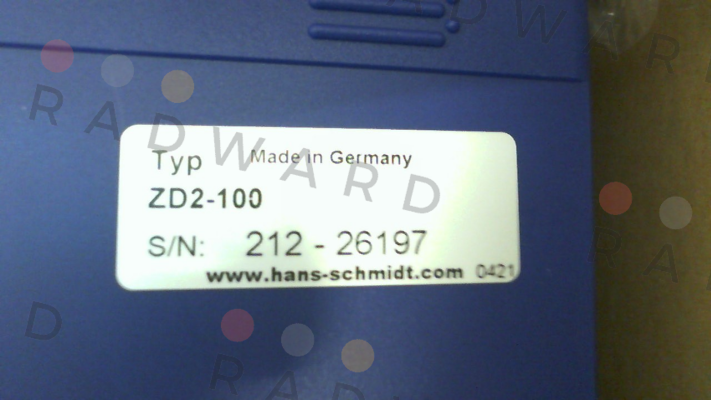 RADWARD
Typ Made in Germany
ZD2-100
S/N: 212 - 26197
www.hans-schmidt.com 0421